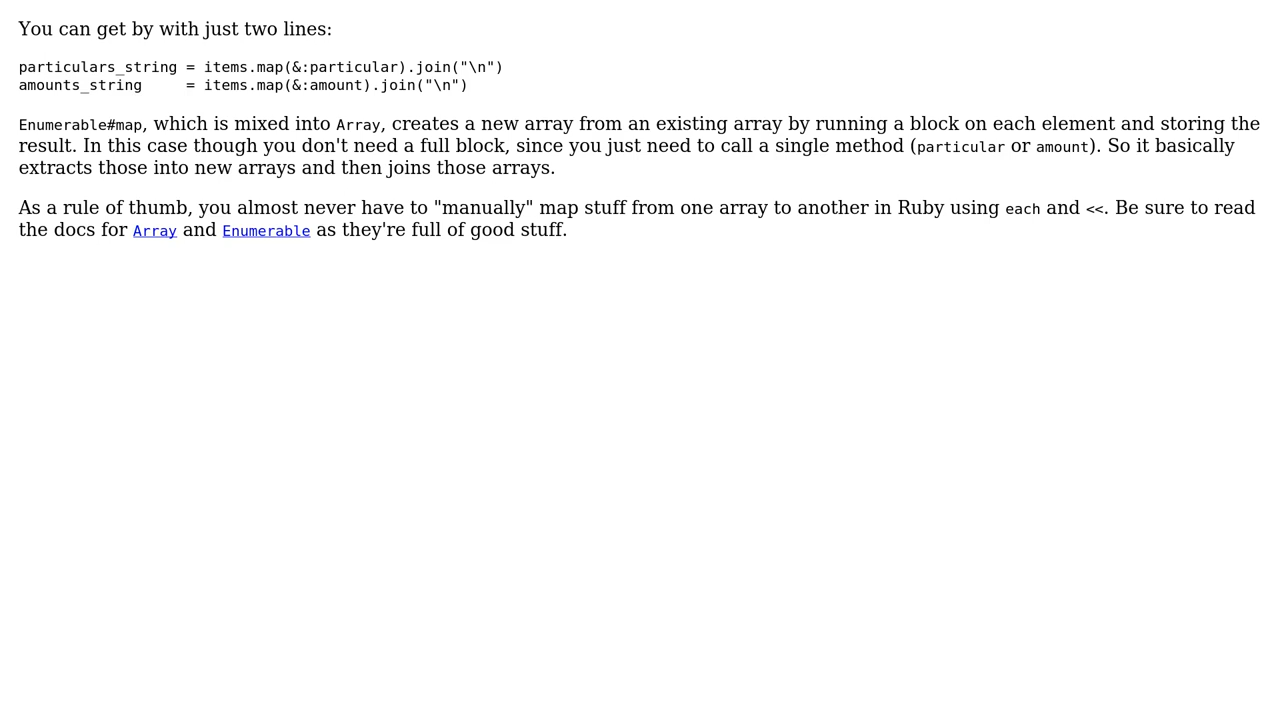 You can get by with just two lines:
particulars_string = items.map(&:particular).join("\n")
amounts_string     = items.map(&:amount).join("\n")
Enumerable#map, which is mixed into Array, creates a new array from an existing array by running a block on each element and storing the
result. In this case though you don't need a full block, since you just need to call a single method (particular or amount). So it basically
extracts those into new arrays and then joins those arrays.
As a rule of thumb, you almost never have to "manually" map stuff from one array to another in Ruby using each and <<. Be sure to read
the docs for Array and Enumerable as they're full of good stuff.